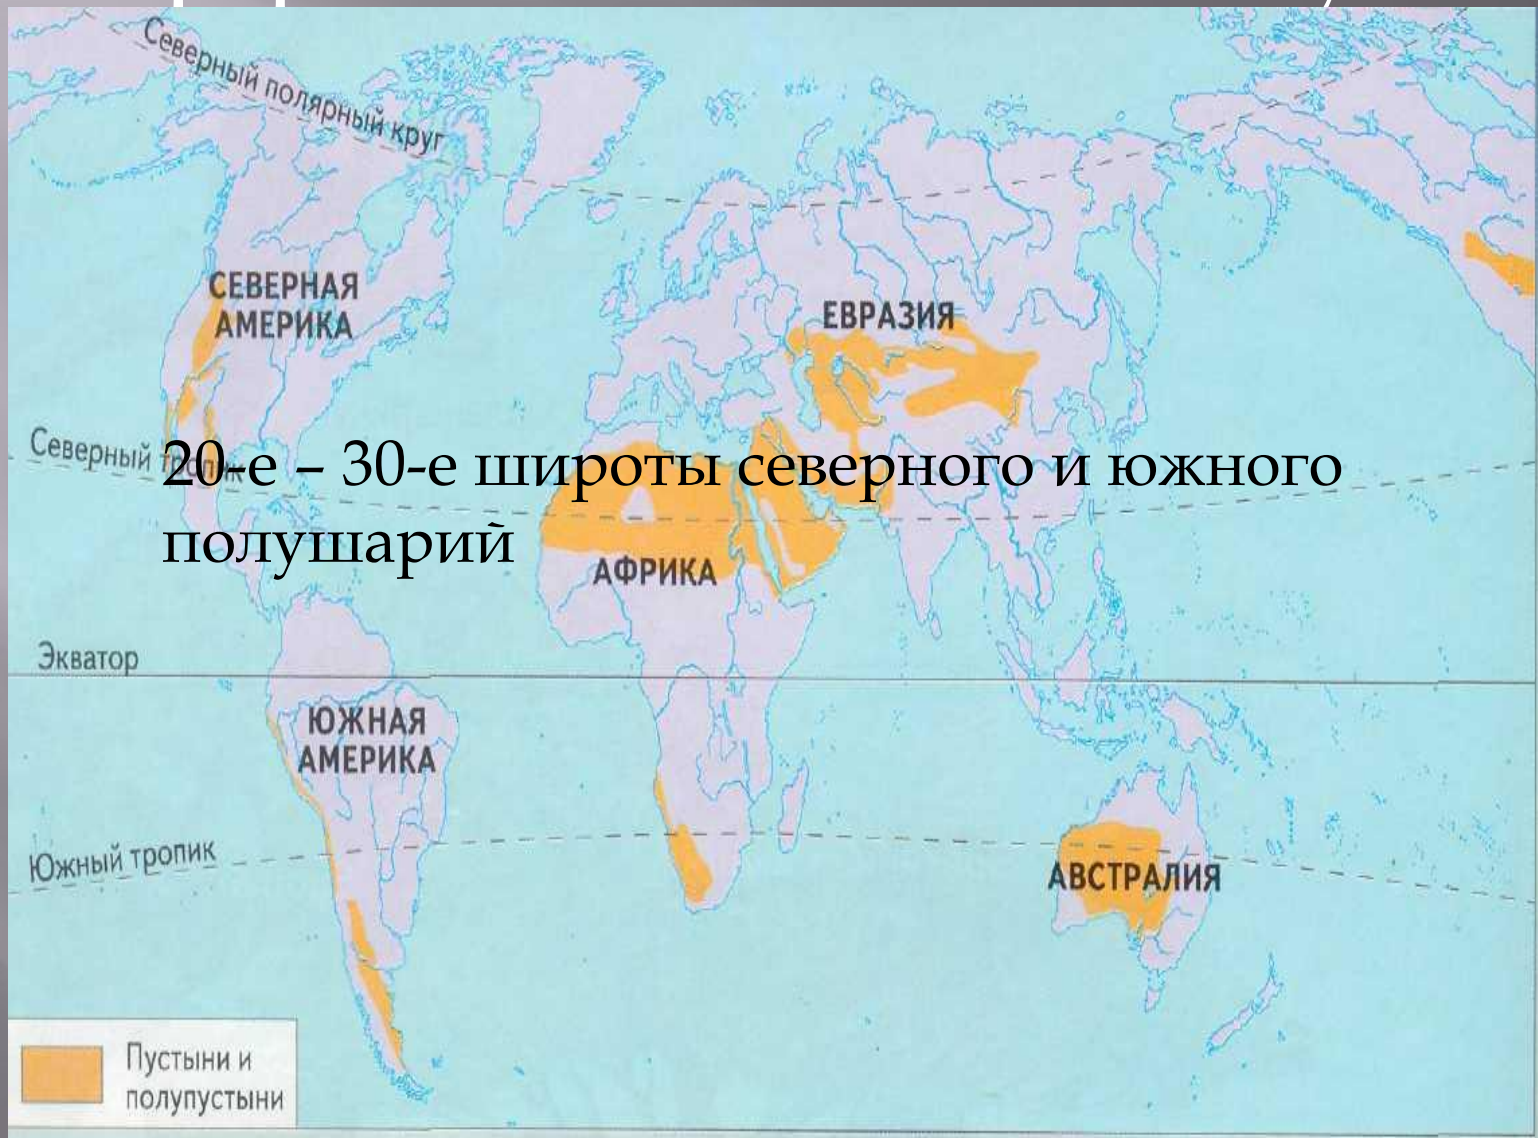 Северный полярный круг
СЕВЕРНАЯ
АМЕРИКА
ЕВРАЗИЯ
Северный тропик
20-е – 30-е широты северного и южного
полушарий
АФРИКА
Экватор
ЮЖНАЯ
АМЕРИКА
Южный тропик
АВСТРАЛИЯ
Пустыни и
полупустыни